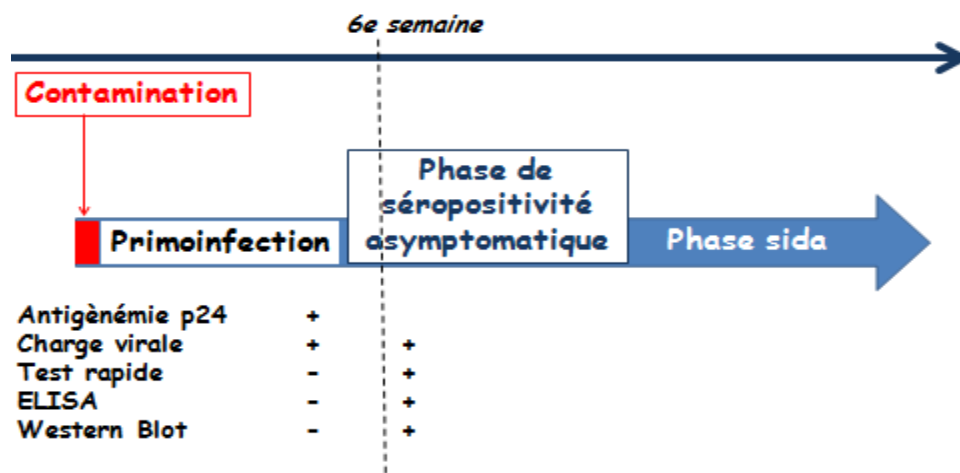 6e semaine
Contamination
Phase de
séropositivité
asymptomatique
Primoinfection
Phase sida
Antigènémie p24 +
Charge virale + +
Test rapide - +
ELISA - +
Western Blot - +